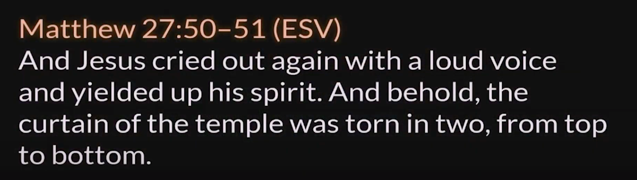 Matthew 27:50–51 (ESV)
And Jesus cried out again with a loud voice
and yielded up his spirit. And behold, the
curtain of the temple was torn in two, from top
to bottom.